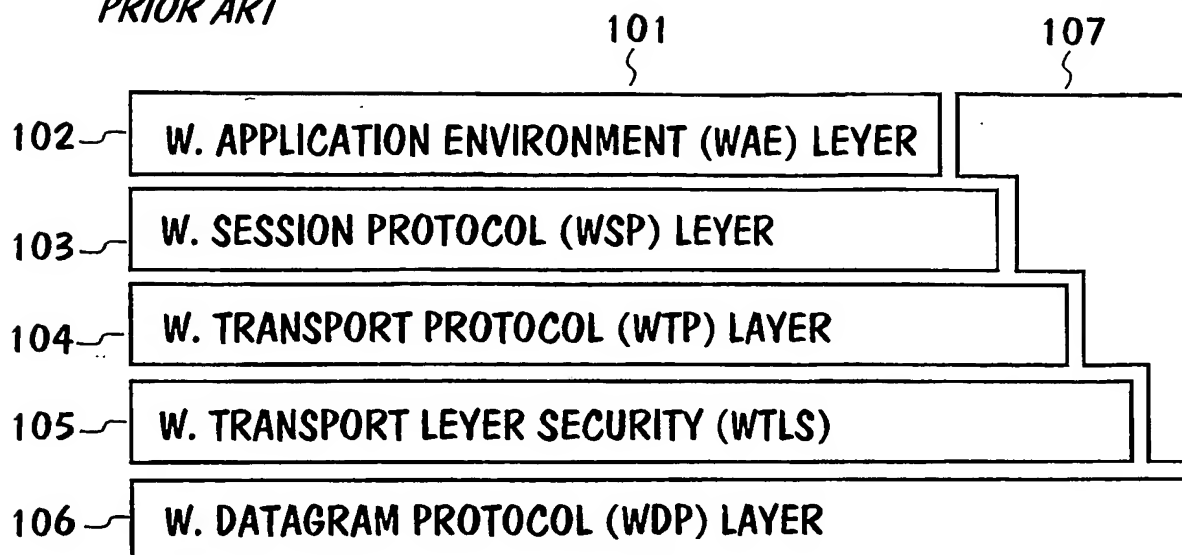 PRIOR ART
101
107
102 W. APPLICATION ENVIRONMENT (WAE) LEYER
103 W. SESSION PROTOCOL (WSP) LEYER
104 W. TRANSPORT PROTOCOL (WTP) LAYER
105 W. TRANSPORT LEYER SECURITY (WTLS)
106 W. DATAGRAM PROTOCOL (WDP) LAYER